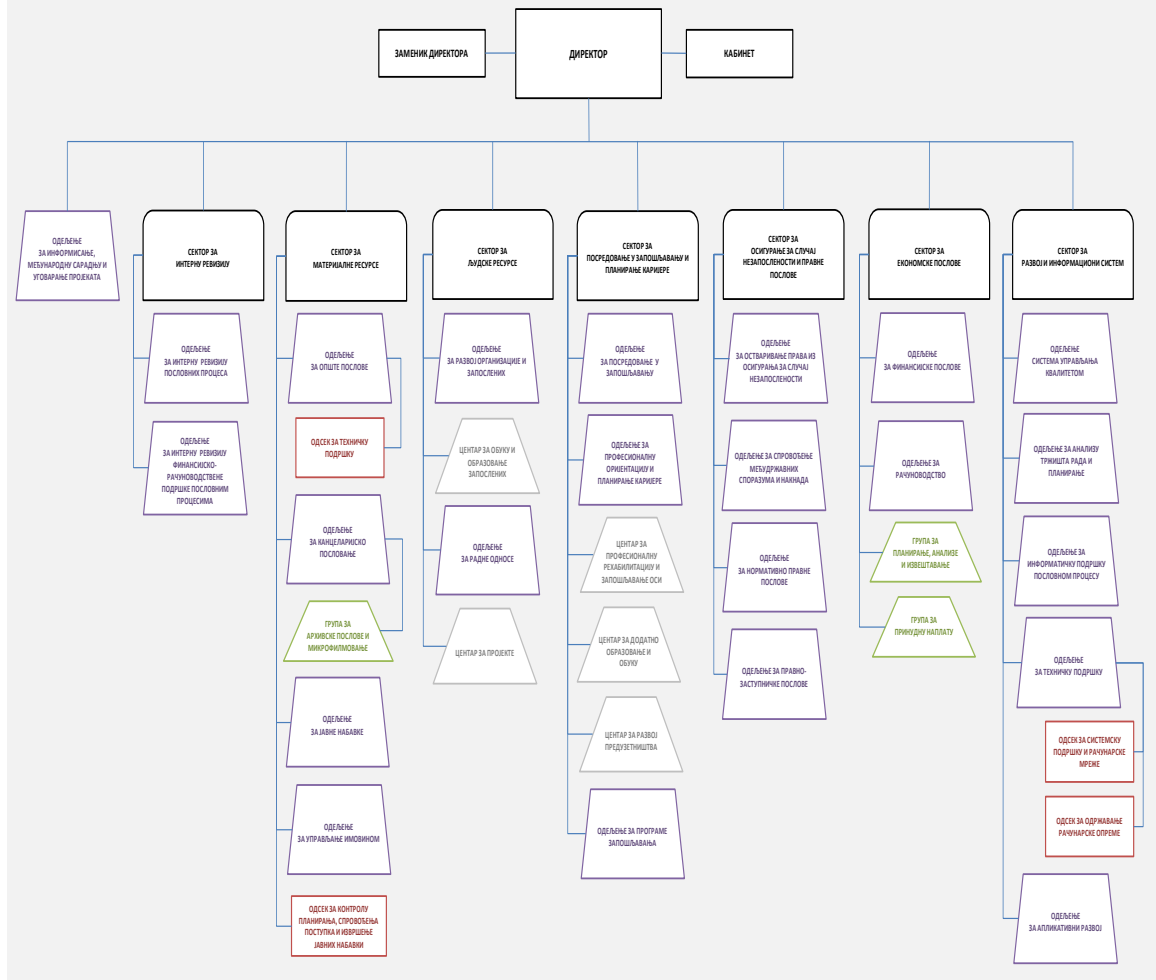 ЗАМЕНИК ДИРЕКТОРА
ДИРЕКТОР
КАБИНЕТ
ОДЕЉЕЊЕ
ЗА ИНФОРМИСАЊЕ,
МЕЂУНАРОДНУ САРАДЊУ И
УГОВАРАЊЕ ПРОЈЕКАТА
СЕКТОР ЗА
ИНТЕРНУ РЕВИЗИЈУ
ОДЕЉЕЊЕ
ЗА ИНТЕРНУ РЕВИЗИЈУ
ПОСЛОВНИХ ПРОЦЕСА
ОДЕЉЕЊЕ
ЗА ИНТЕРНУ РЕВИЗИЈУ
ФИНАНСИЈСКО-
РАЧУНОВОДСТВЕНЕ
ПОДРШКЕ ПОСЛОВНИМ
ПРОЦЕСИМА
СЕКТОР ЗА
МАТЕРИЈАЛНЕ РЕСУРСЕ
ОДЕЉЕЊЕ
ЗА ОПШТЕ ПОСЛОВЕ
ОДСЕК ЗА ТЕХНИЧКУ
ПОДРШКУ
ОДЕЉЕЊЕ
ЗА КАНЦЕЛАРИЈСКО
ПОСЛОВАЊЕ
ГРУПА ЗА
АРХИВСКЕ ПОСЛОВЕ И
МИКРОФИЛМОВАЊЕ
ОДЕЉЕЊЕ
ЗА ЈАВНЕ НАБАВКЕ
ОДЕЉЕЊЕ
ЗА УПРАВЉАЊЕ ИМОВИНОМ
ОДСЕК ЗА КОНТРОЛУ
ПЛАНИРАЊА, СПРОВОЂЕЊА
ПОСТУПКА И ИЗВРШЕЊЕ
ЈАВНИХ НАБАВКИ
СЕКТОР ЗА
ЉУДСКЕ РЕСУРСЕ
ОДЕЉЕЊЕ
ЗА РАЗВОЈ ОРГАНИЗАЦИЈЕ И
ЗАПОСЛЕНИХ
ЦЕНТАР ЗА ОБУКУ И
ОБРАЗОВАЊЕ
ЗАПОСЛЕНИХ
ОДЕЉЕЊЕ
ЗА РАДНЕ ОДНОСЕ
ЦЕНТАР ЗА ПРОЈЕКТЕ
СЕКТОР ЗА
ПОСРЕДОВАЊЕ У ЗАПОШЉАВАЊУ И
ПЛАНИРАЊЕ КАРИЈЕРЕ
ОДЕЉЕЊЕ
ЗА ПОСРЕДОВАЊЕ У
ЗАПОШЉАВАЊУ
ОДЕЉЕЊЕ ЗА
ПРОФЕСИОНАЛНУ
ОРИЈЕНТАЦИЈУ И
ПЛАНИРАЊЕ КАРИЈЕРЕ
ЦЕНТАР ЗА
ПРОФЕСИОНАЛНУ
РЕХАБИЛИТАЦИЈУ И
ЗАПОШЉАВАЊЕ ОСИ
ЦЕНТАР ЗА ДОДАТНО
ОБРАЗОВАЊЕ И
ОБУКУ
ЦЕНТАР ЗА РАЗВОЈ
ПРЕДУЗЕТНИШТВА
ОДЕЉЕЊЕ ЗА ПРОГРАМЕ
ЗАПОШЉАВАЊА
СЕКТОР ЗА
ОСИГУРАЊЕ ЗА СЛУЧАЈ
НЕЗАПОСЛЕНОСТИ И ПРАВНЕ
ПОСЛОВЕ
ОДЕЉЕЊЕ
ЗА ОСТВАРИВАЊЕ ПРАВА ИЗ
ОСИГУРАЊА ЗА СЛУЧАЈ
НЕЗАПОСЛЕНОСТИ
ОДЕЉЕЊЕ ЗА СПРОВОЂЕЊЕ
МЕЂУДРЖАВНИХ
СПОРАЗУМА И НАКНАДА
ОДЕЉЕЊЕ
ЗА НОРМАТИВНО ПРАВНЕ
ПОСЛОВЕ
ОДЕЉЕЊЕ ЗА ПРАВНО-
ЗАСТУПНИЧКЕ ПОСЛОВЕ
СЕКТОР ЗА
ЕКОНОМСКЕ ПОСЛОВЕ
ОДЕЉЕЊЕ
ЗА ФИНАНСИЈСКЕ ПОСЛОВЕ
ОДЕЉЕЊЕ ЗА
РАЧУНОВОДСТВО
ГРУПА ЗА
ПЛАНИРАЊЕ, АНАЛИЗЕ
И ИЗВЕШТАВАЊЕ
ГРУПА ЗА
ПРИНУДНУ НАПЛАТУ
СЕКТОР ЗА
РАЗВОЈ И ИНФОРМАЦИОНИ СИСТЕМ
ОДЕЉЕЊЕ
СИСТЕМА УПРАВЉАЊА
КВАЛИТЕТОМ
ОДЕЉЕЊЕ ЗА АНАЛИЗУ
ТРЖИШТА РАДА И
ПЛАНИРАЊЕ
ОДЕЉЕЊЕ ЗА
ИНФОРМАТИЧКУ ПОДРШКУ
ПОСЛОВНОМ ПРОЦЕСУ
ОДЕЉЕЊЕ
ЗА ТЕХНИЧКУ ПОДРШКУ
ОДСЕК ЗА СИСТЕМСКУ
ПОДРШКУ И РАЧУНАРСКЕ
МРЕЖЕ
ОДСЕК ЗА ОДРЖАВАЊЕ
РАЧУНАРСКЕ ОПРЕМЕ
ОДЕЉЕЊЕ
ЗА АПЛИКАТИВНИ РАЗВОЈ